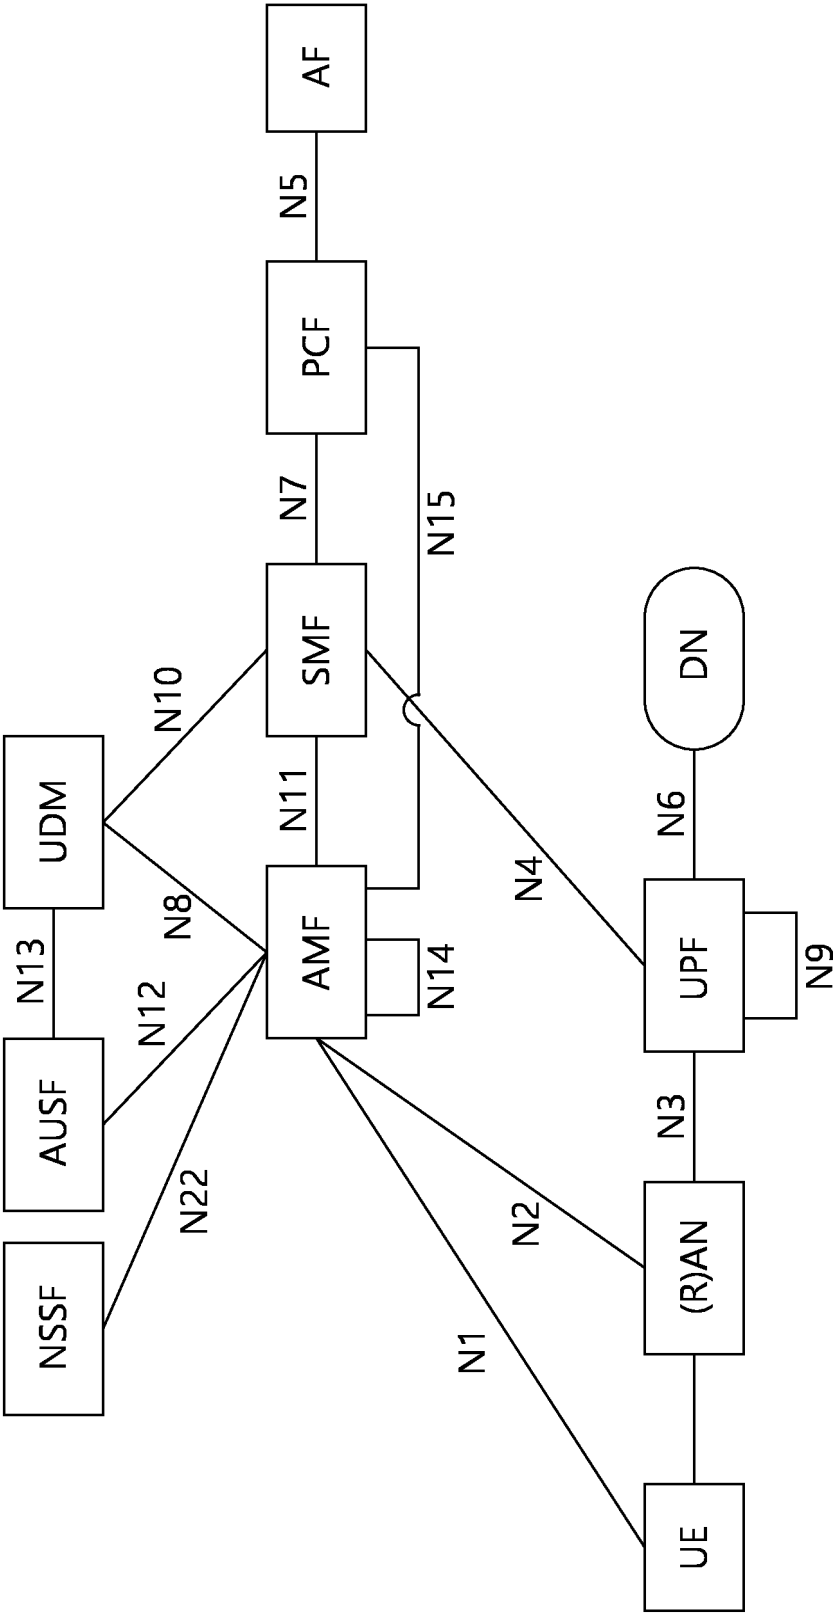 NSSF
AUSF
N13
UDM
N22
N12
N8
N10
AMF
N11
SMF
N7
PCF
N5
AF
N14
N15
N1
N2
N4
UE
(R)AN
N3
UPF
N6
DN
N9